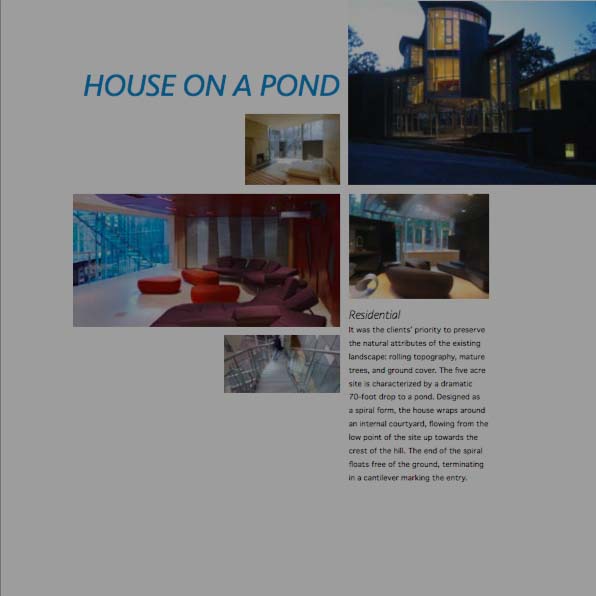 HOUSE ON A POND
Residential
It was the clients' priority to preserve
the natural attributes of the existing
landscape: rolling topography, mature
trees, and ground cover. The five acre
site is characterized by a dramatic
70-foot drop to a pond. Designed as
a spiral form, the house wraps around
an internal courtyard, flowing from the
low point of the site up towards the
crest of the hill. The end of the spiral
floats free of the ground, terminating
in a cantilever marking the entry.